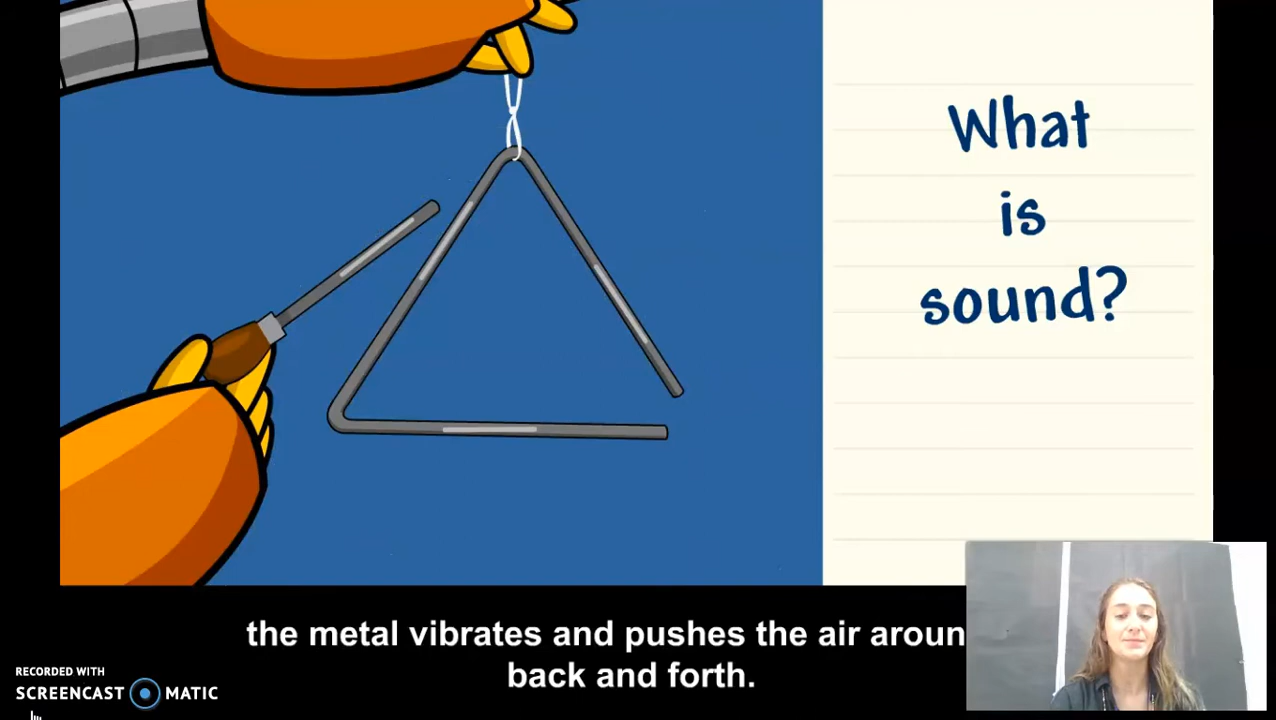 What
is
sound?
the metal vibrates and pushes the air aroun
back and forth.
RECORDED WITH
SCREENCAST MATIC